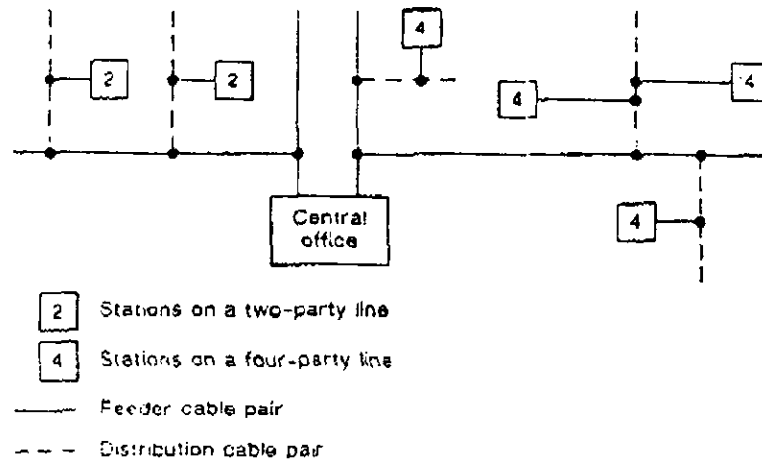 4
2
2
4
4
Central
office
4
2 Stations on a two-party line
4 Stations on a four-party line
Feeder cable pair
Distribution cable pair